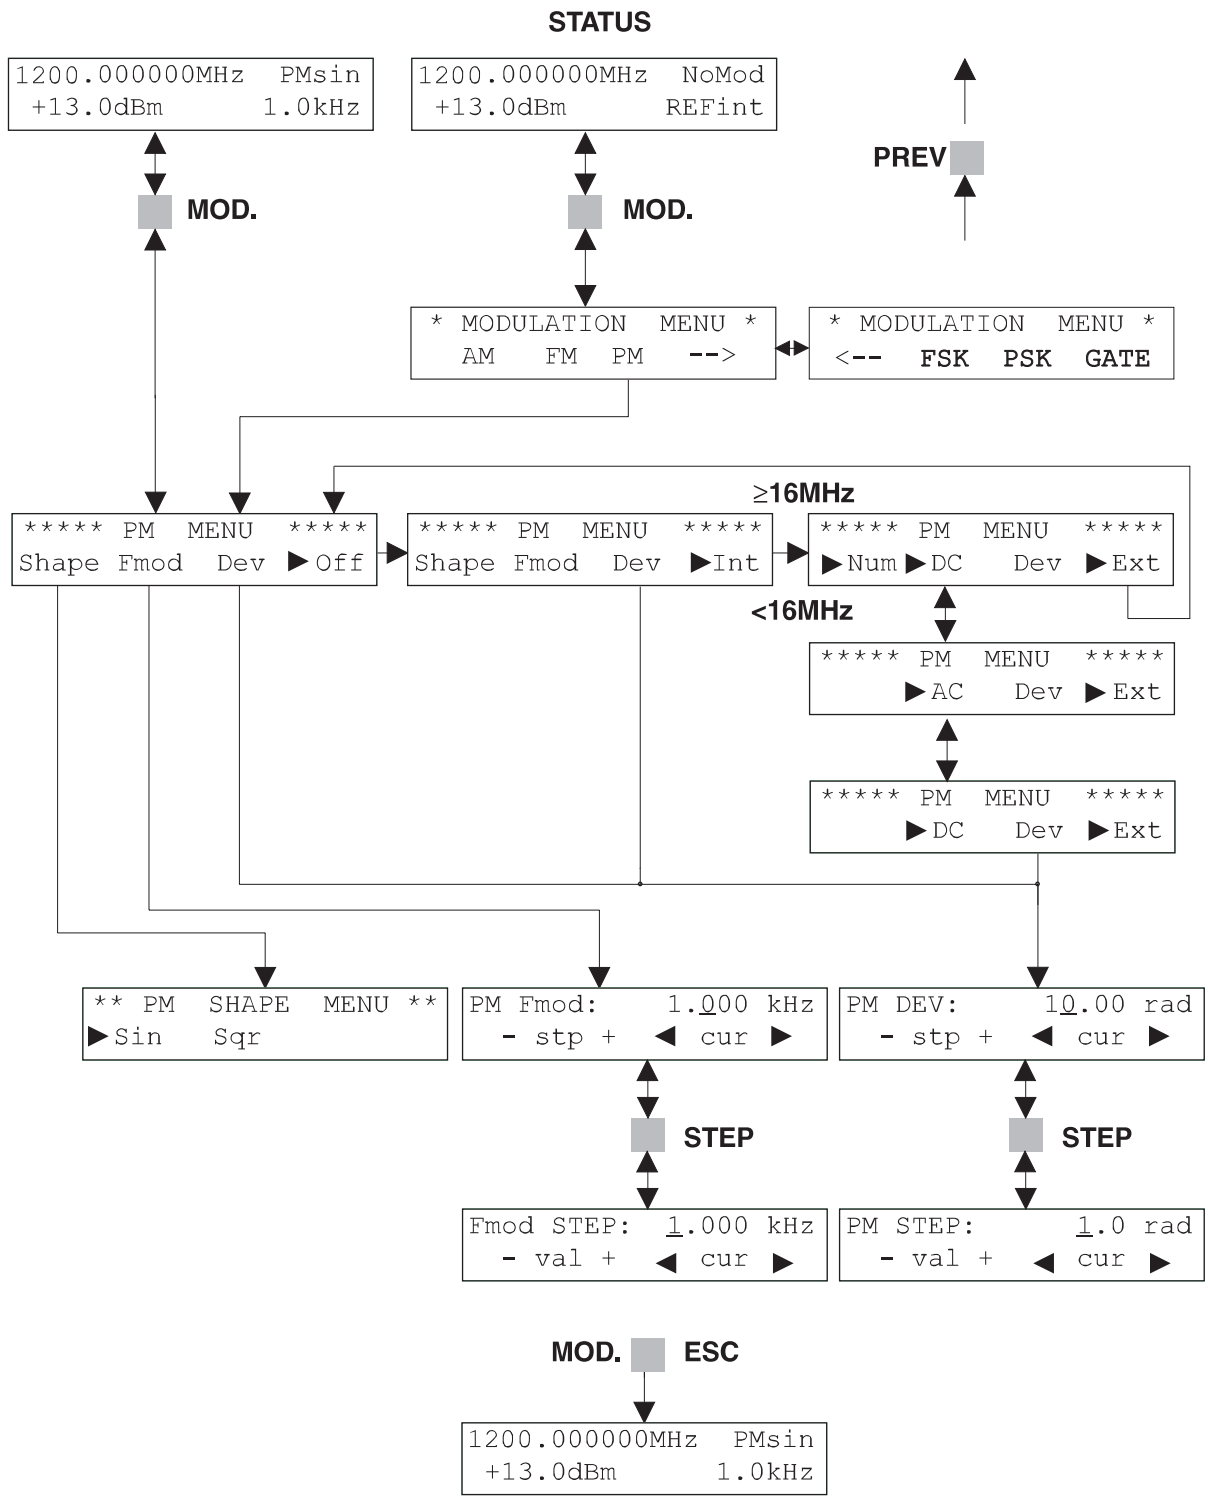 STATUS
1200.000000MHz PMsin
+13.0dBm 1.0kHz
1200.000000MHz NoMod
+13.0dBm REFint
PREV
MOD.
MOD.
* MODULATION MENU *
AM FM PM -->
* MODULATION MENU *
<-- FSK PSK GATE
≥16MHz
***** PM MENU *****
Shape Fmod Dev ▶Off
***** PM MENU *****
Shape Fmod Dev ▶Int
***** PM MENU *****
▶Num ▶DC Dev ▶Ext
<16MHz
***** PM MENU *****
▶AC Dev ▶Ext
***** PM MENU *****
▶DC Dev ▶Ext
** PM SHAPE MENU **
▶Sin Sqr
PM Fmod: 1.000 kHz
- stp + ◀ cur ▶
PM DEV: 10.00 rad
- stp + ◀ cur ▶
STEP
STEP
Fmod STEP: 1.000 kHz
- val + ◀ cur ▶
PM STEP: 1.0 rad
- val + ◀ cur ▶
MOD. ESC
1200.000000MHz PMsin
+13.0dBm 1.0kHz